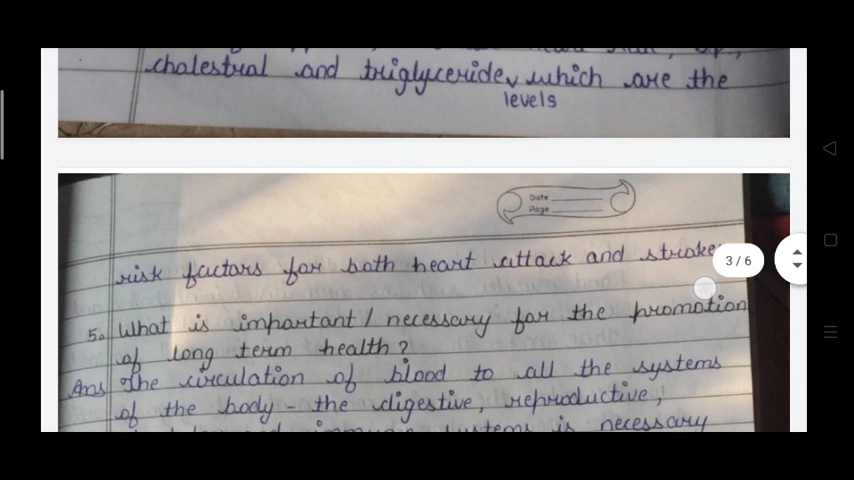 cholestral and triglyceride, which are the
levels
Date
Page
risk factors for both heart attack and stroke
3 / 6
5. What is important / necessary for the promotion
of long term health ?
Ans The circulation of blood to all the systems
of the body - the digestive, reproductive,
systems is necessary